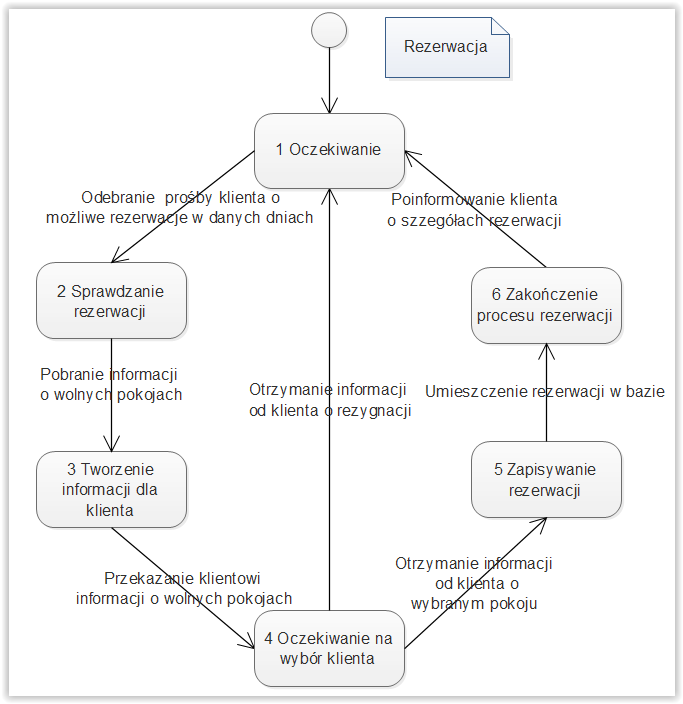 Rezerwacja
1 Oczekiwanie
Odebranie prośby klienta o
możliwe rezerwacje w danych dniach
Poinformowanie klienta
o szzegółach rezerwacji
2 Sprawdzanie
rezerwacji
6 Zakończenie
procesu rezerwacji
Pobranie informacji
o wolnych pokojach
Otrzymanie informacji
od klienta o rezygnacji
Umieszczenie rezerwacji w bazie
3 Tworzenie
informacji dla
klienta
5 Zapisywanie
rezerwacji
Przekazanie klientowi
informacji o wolnych pokojach
Otrzymanie informacji
od klienta o
wybranym pokoju
4 Oczekiwanie na
wybór klienta